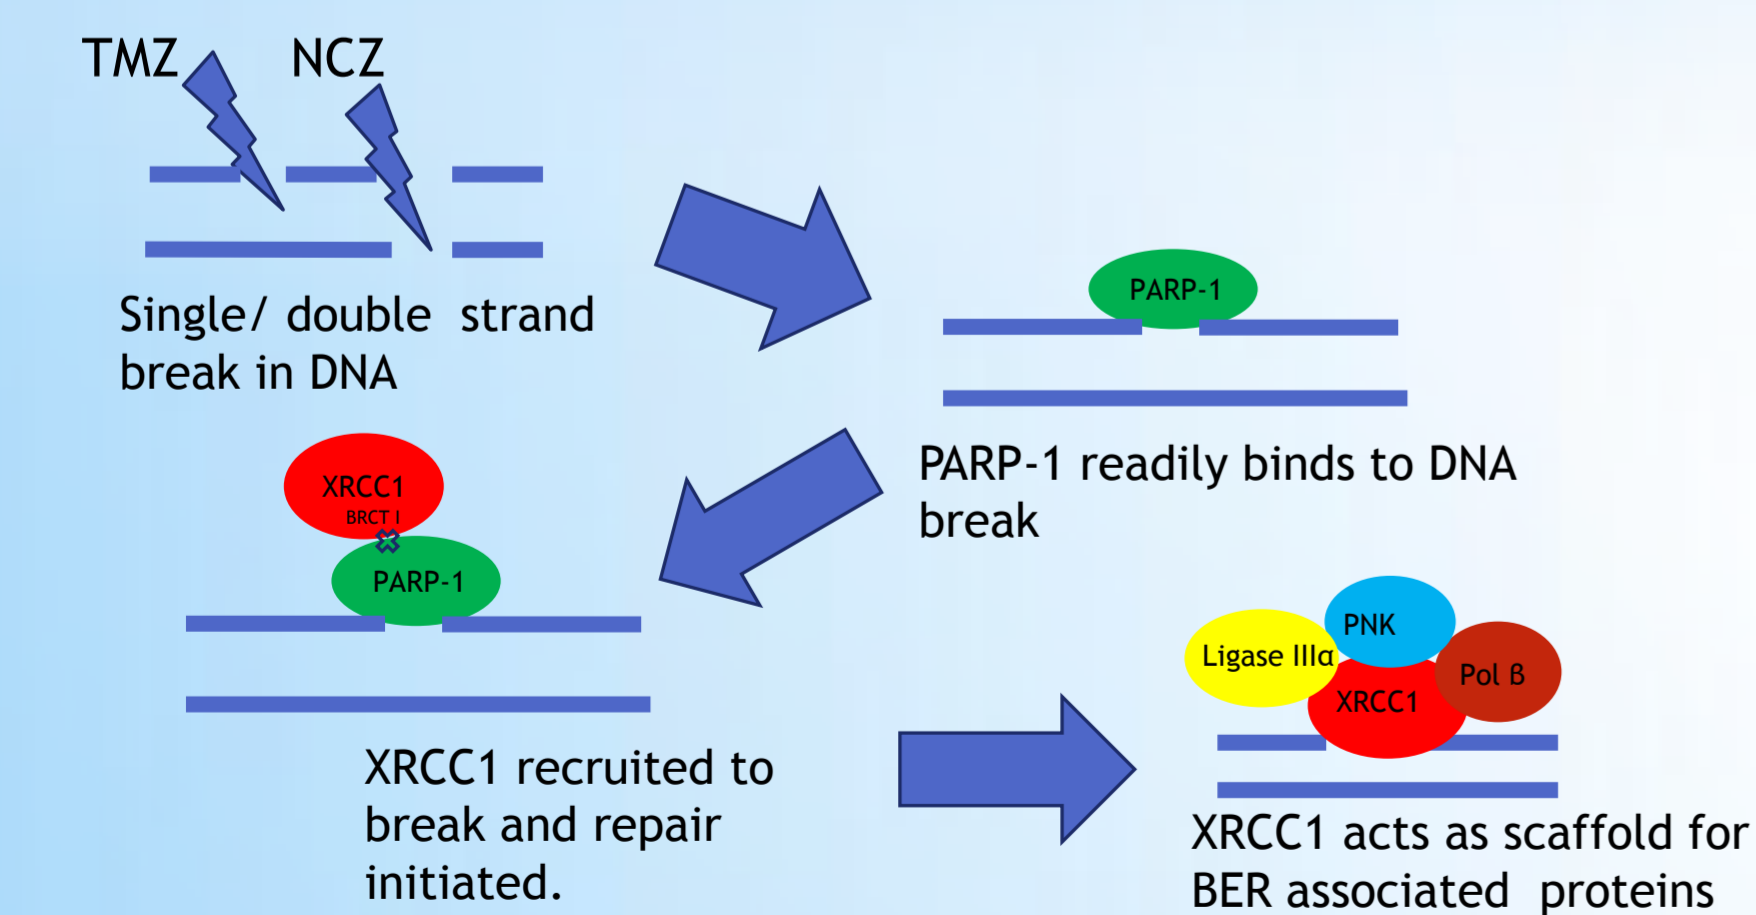 TMZ
NCZ
Single/ double strand
break in DNA
PARP-1
PARP-1 readily binds to DNA
break
XRCC1
BRCT I
PARP-1
XRCC1 recruited to
break and repair
initiated.
PNK
Ligase IIIα
Pol ß
XRCC1
XRCC1 acts as scaffold for
BER associated proteins